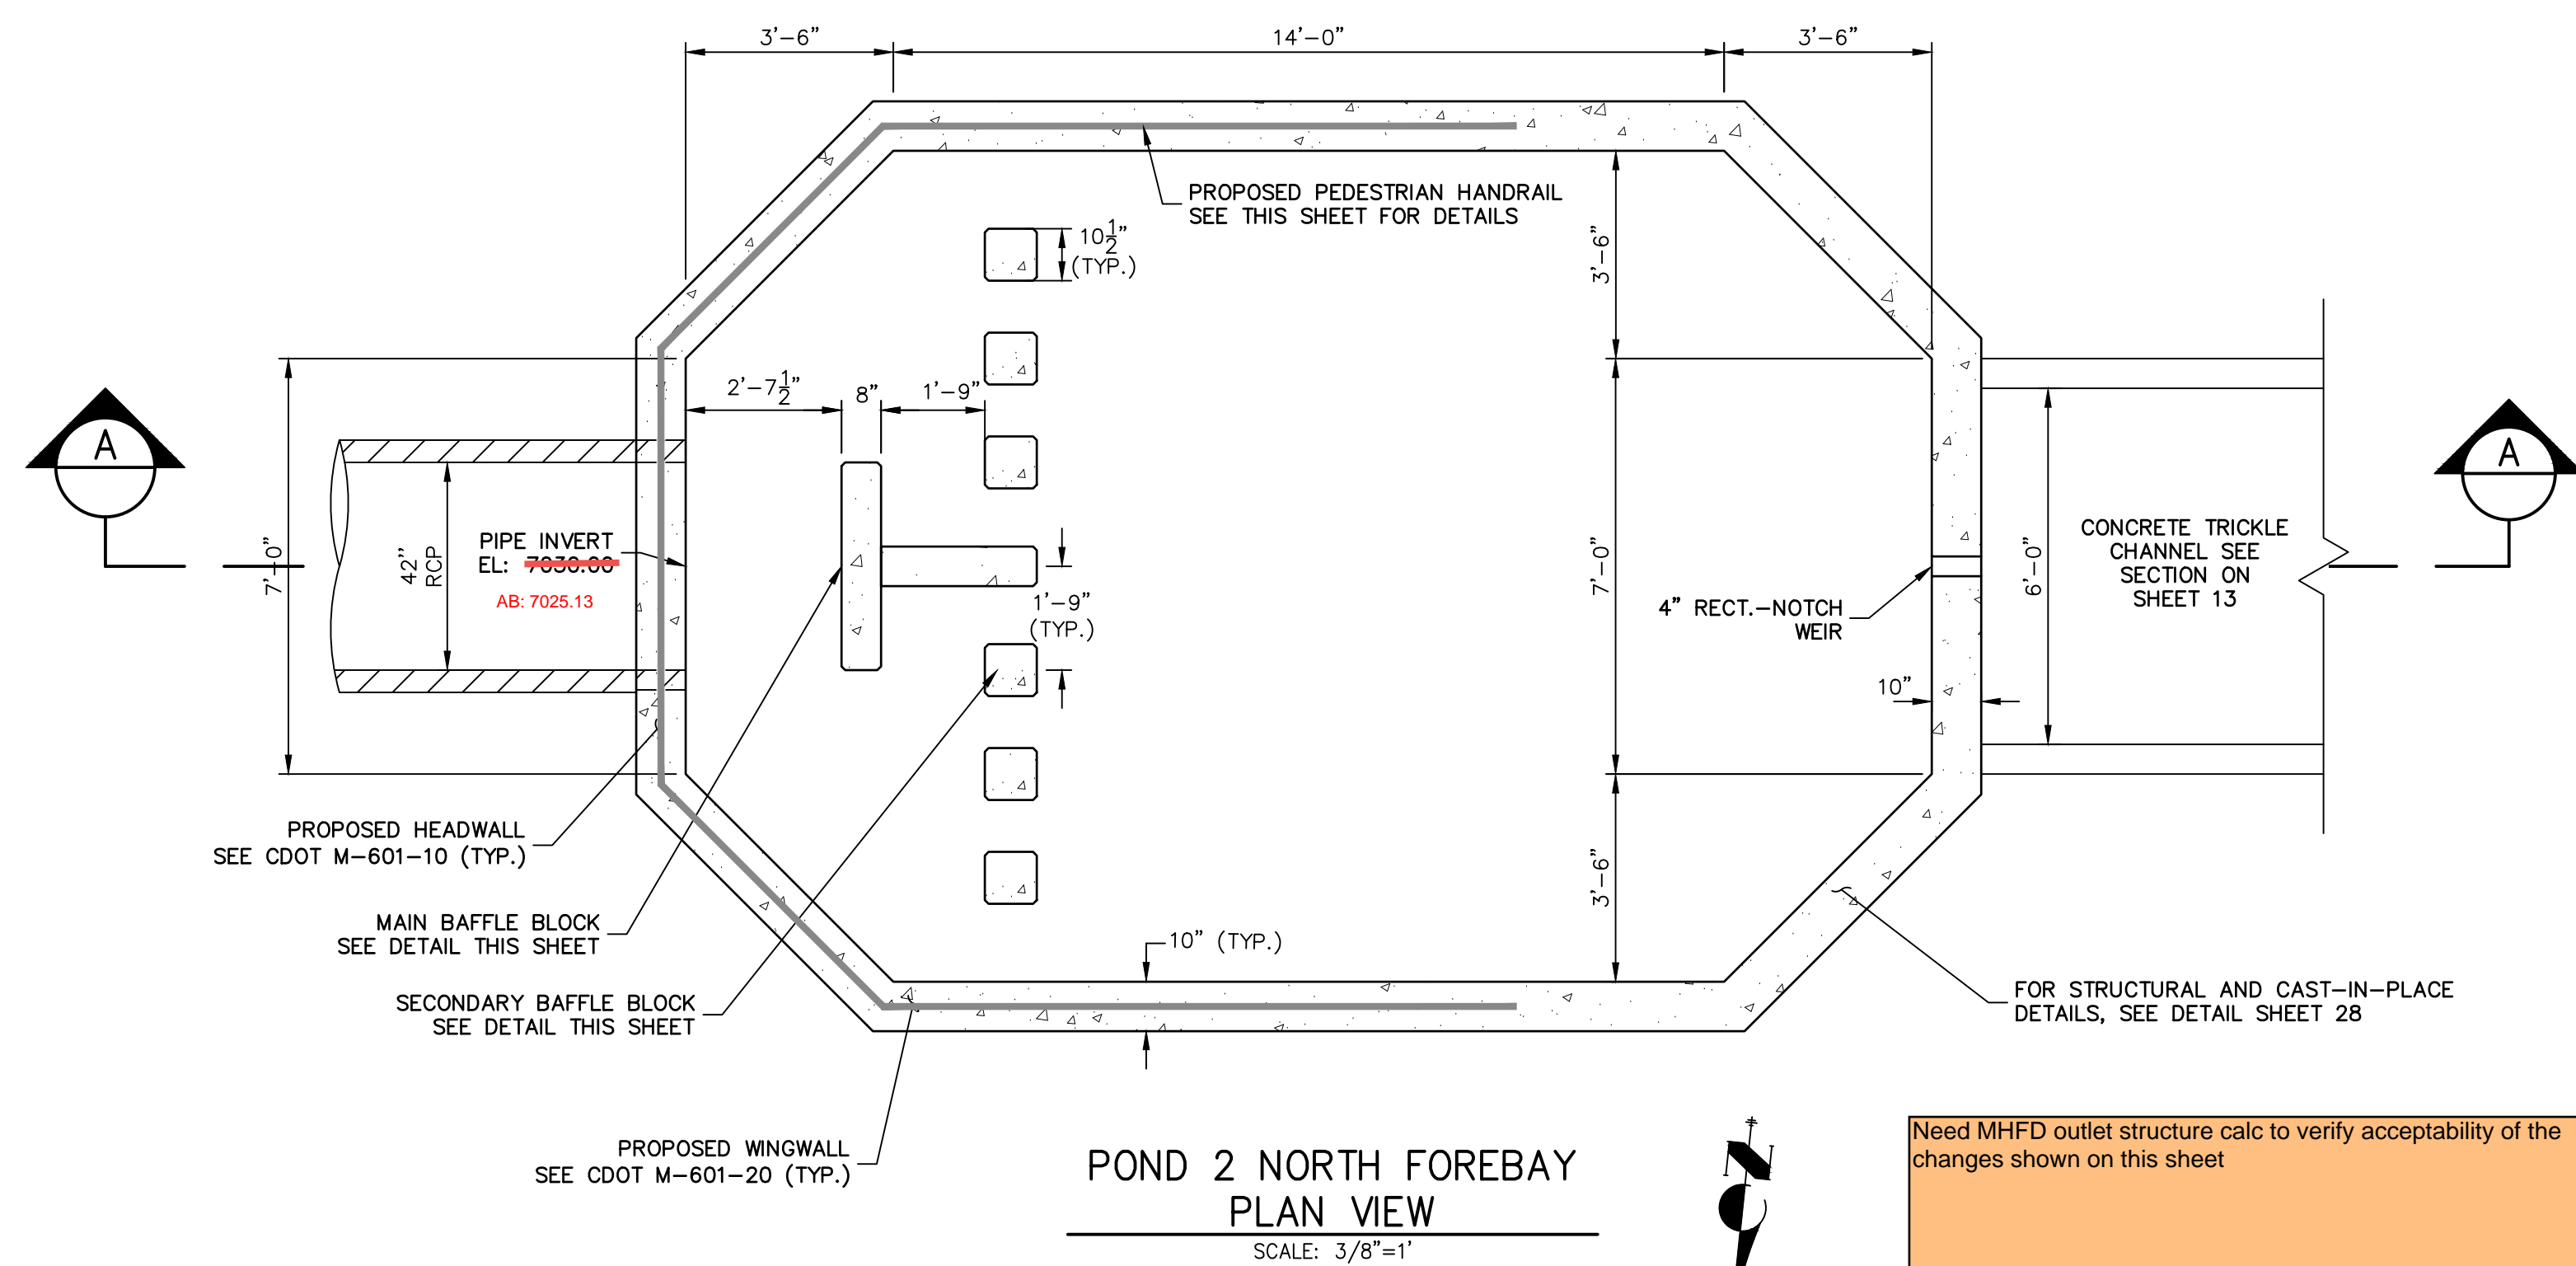 3'-6"
14'-0"
3'-6"
PROPOSED PEDESTRIAN HANDRAIL
SEE THIS SHEET FOR DETAILS
10 1/2"
(TYP.)
3'-6"
2'-7 1/2"
8"
1'-9"
A
A
7'-0"
42"
RCP
PIPE INVERT
EL: 7030.00
AB: 7025.13
1'-9"
(TYP.)
7'-0"
4" RECT.-NOTCH
WEIR
6'-0"
CONCRETE TRICKLE
CHANNEL SEE
SECTION ON
SHEET 13
10"
PROPOSED HEADWALL
SEE CDOT M-601-10 (TYP.)
3'-6"
MAIN BAFFLE BLOCK
SEE DETAIL THIS SHEET
10" (TYP.)
SECONDARY BAFFLE BLOCK
SEE DETAIL THIS SHEET
FOR STRUCTURAL AND CAST-IN-PLACE
DETAILS, SEE DETAIL SHEET 28
PROPOSED WINGWALL
SEE CDOT M-601-20 (TYP.)
POND 2 NORTH FOREBAY
PLAN VIEW
SCALE: 3/8"=1'
N
Need MHFD outlet structure calc to verify acceptability of the
changes shown on this sheet